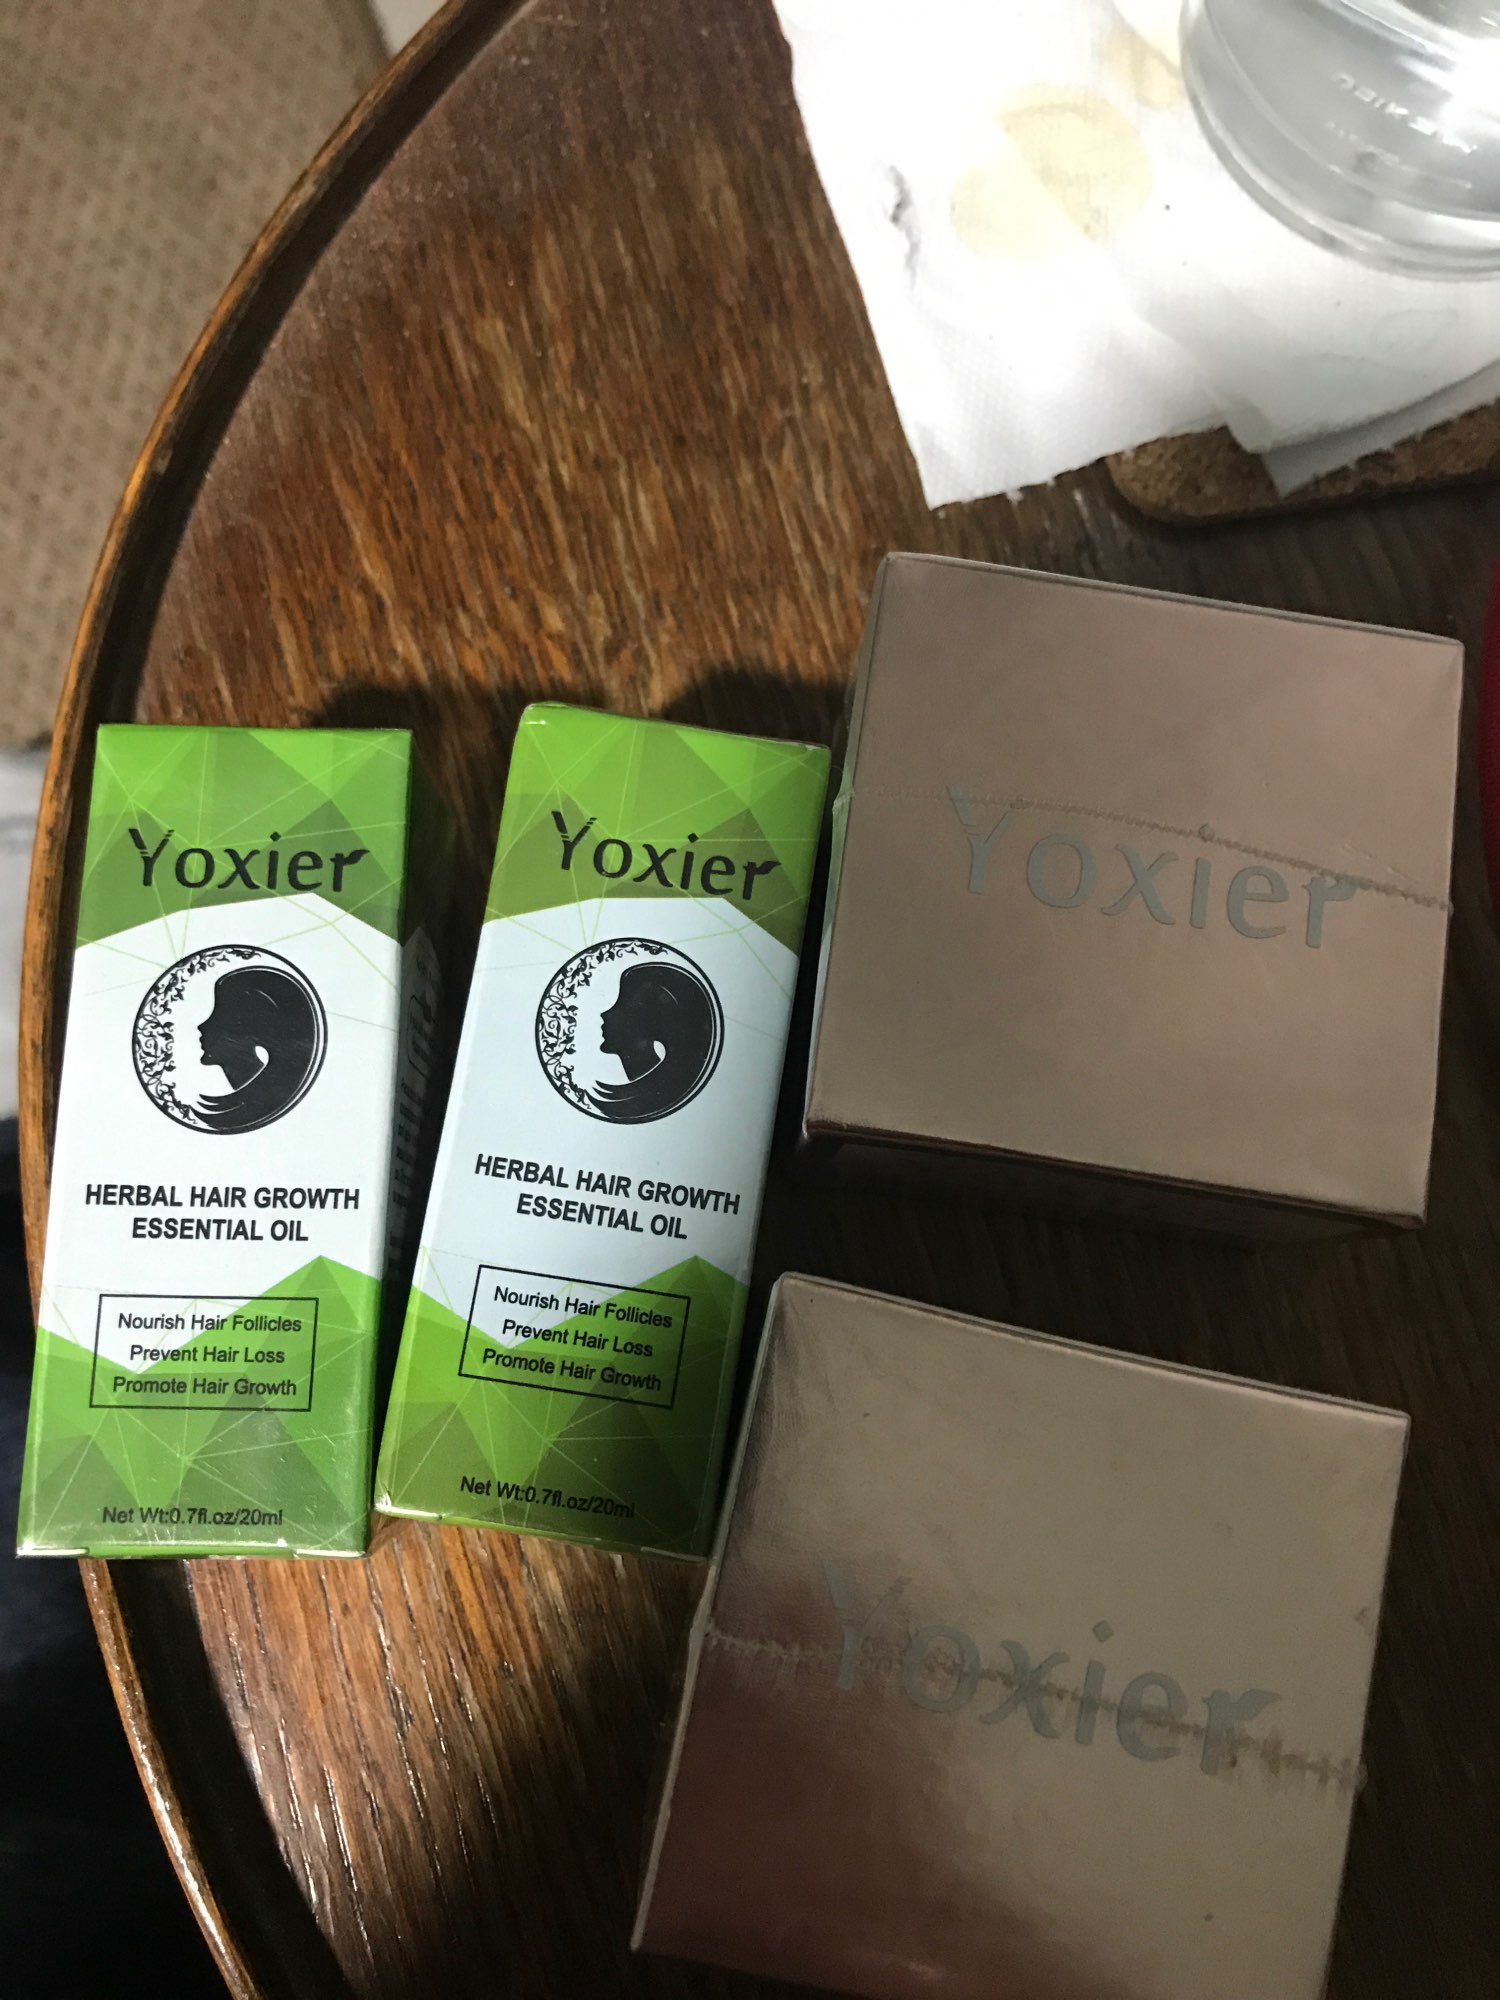 Yoxier
HERBAL HAIR GROWTH
ESSENTIAL OIL
Nourish Hair Follicles
Prevent Hair Loss
Promote Hair Growth
Net Wt:0.7fl.oz/20ml
Yoxier
HERBAL HAIR GROWTH
ESSENTIAL OIL
Nourish Hair Follicles
Prevent Hair Loss
Promote Hair Growth
Net Wt:0.7fl.oz/20ml
Yoxier
Yoxier